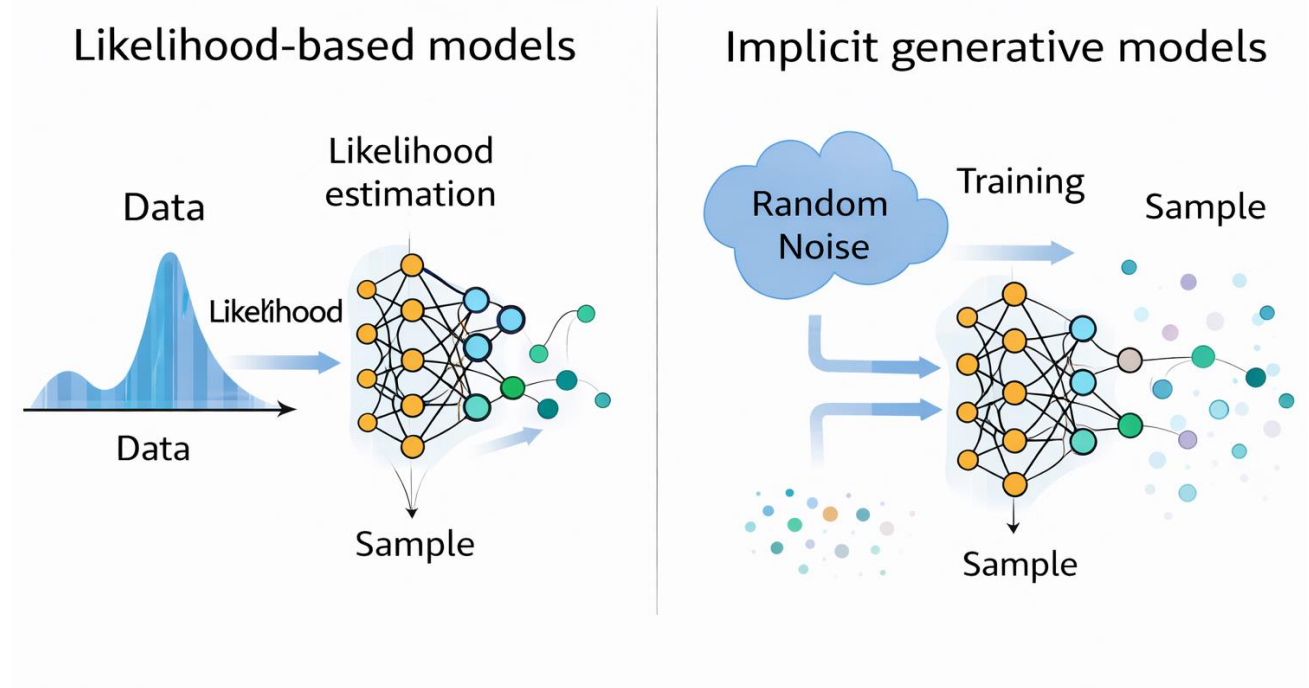 Likelihood-based models
Likelihood
estimation
Data
Likelihood
Data
Sample
Implicit generative models
Random
Noise
Training
Sample
Sample